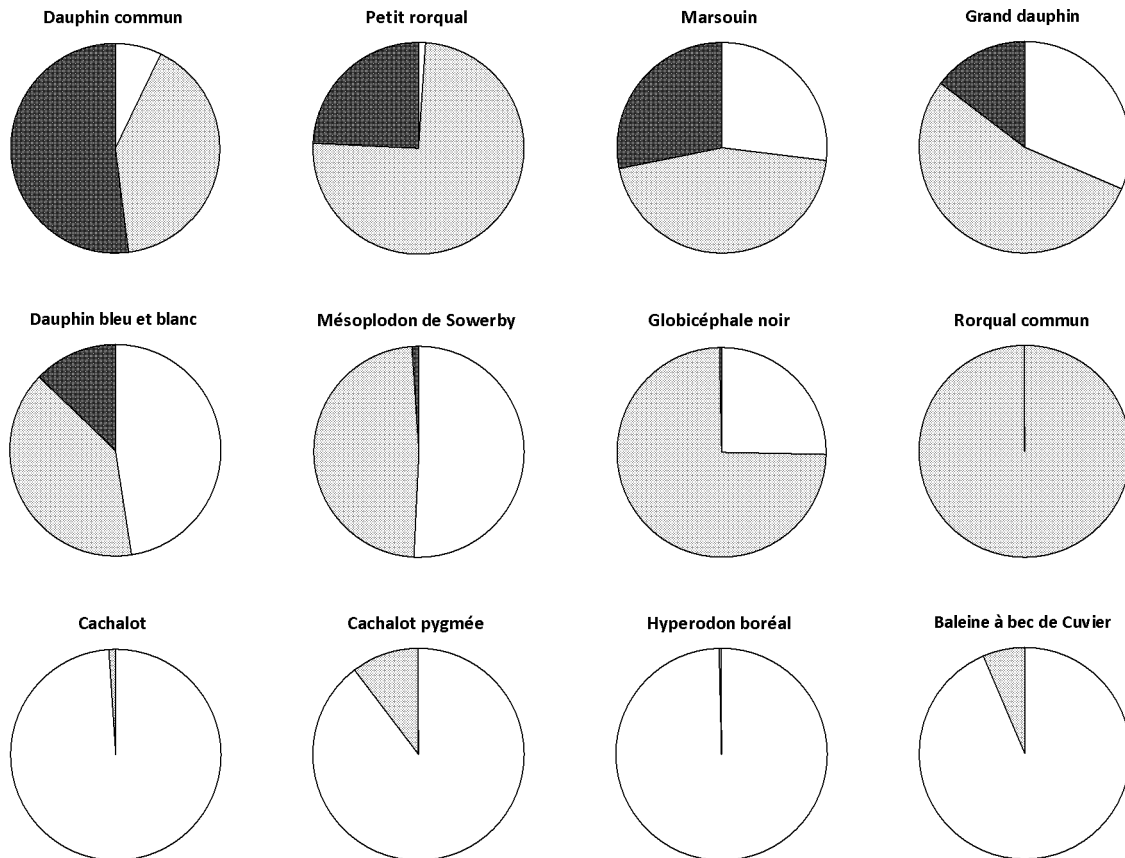 Dauphin commun
Petit rorqual
Marsouin
Grand dauphin
Dauphin bleu et blanc
Mésoplodon de Sowerby
Globicéphale noir
Rorqual commun
Cachalot
Cachalot pygmée
Hyperodon boréal
Baleine à bec de Cuvier